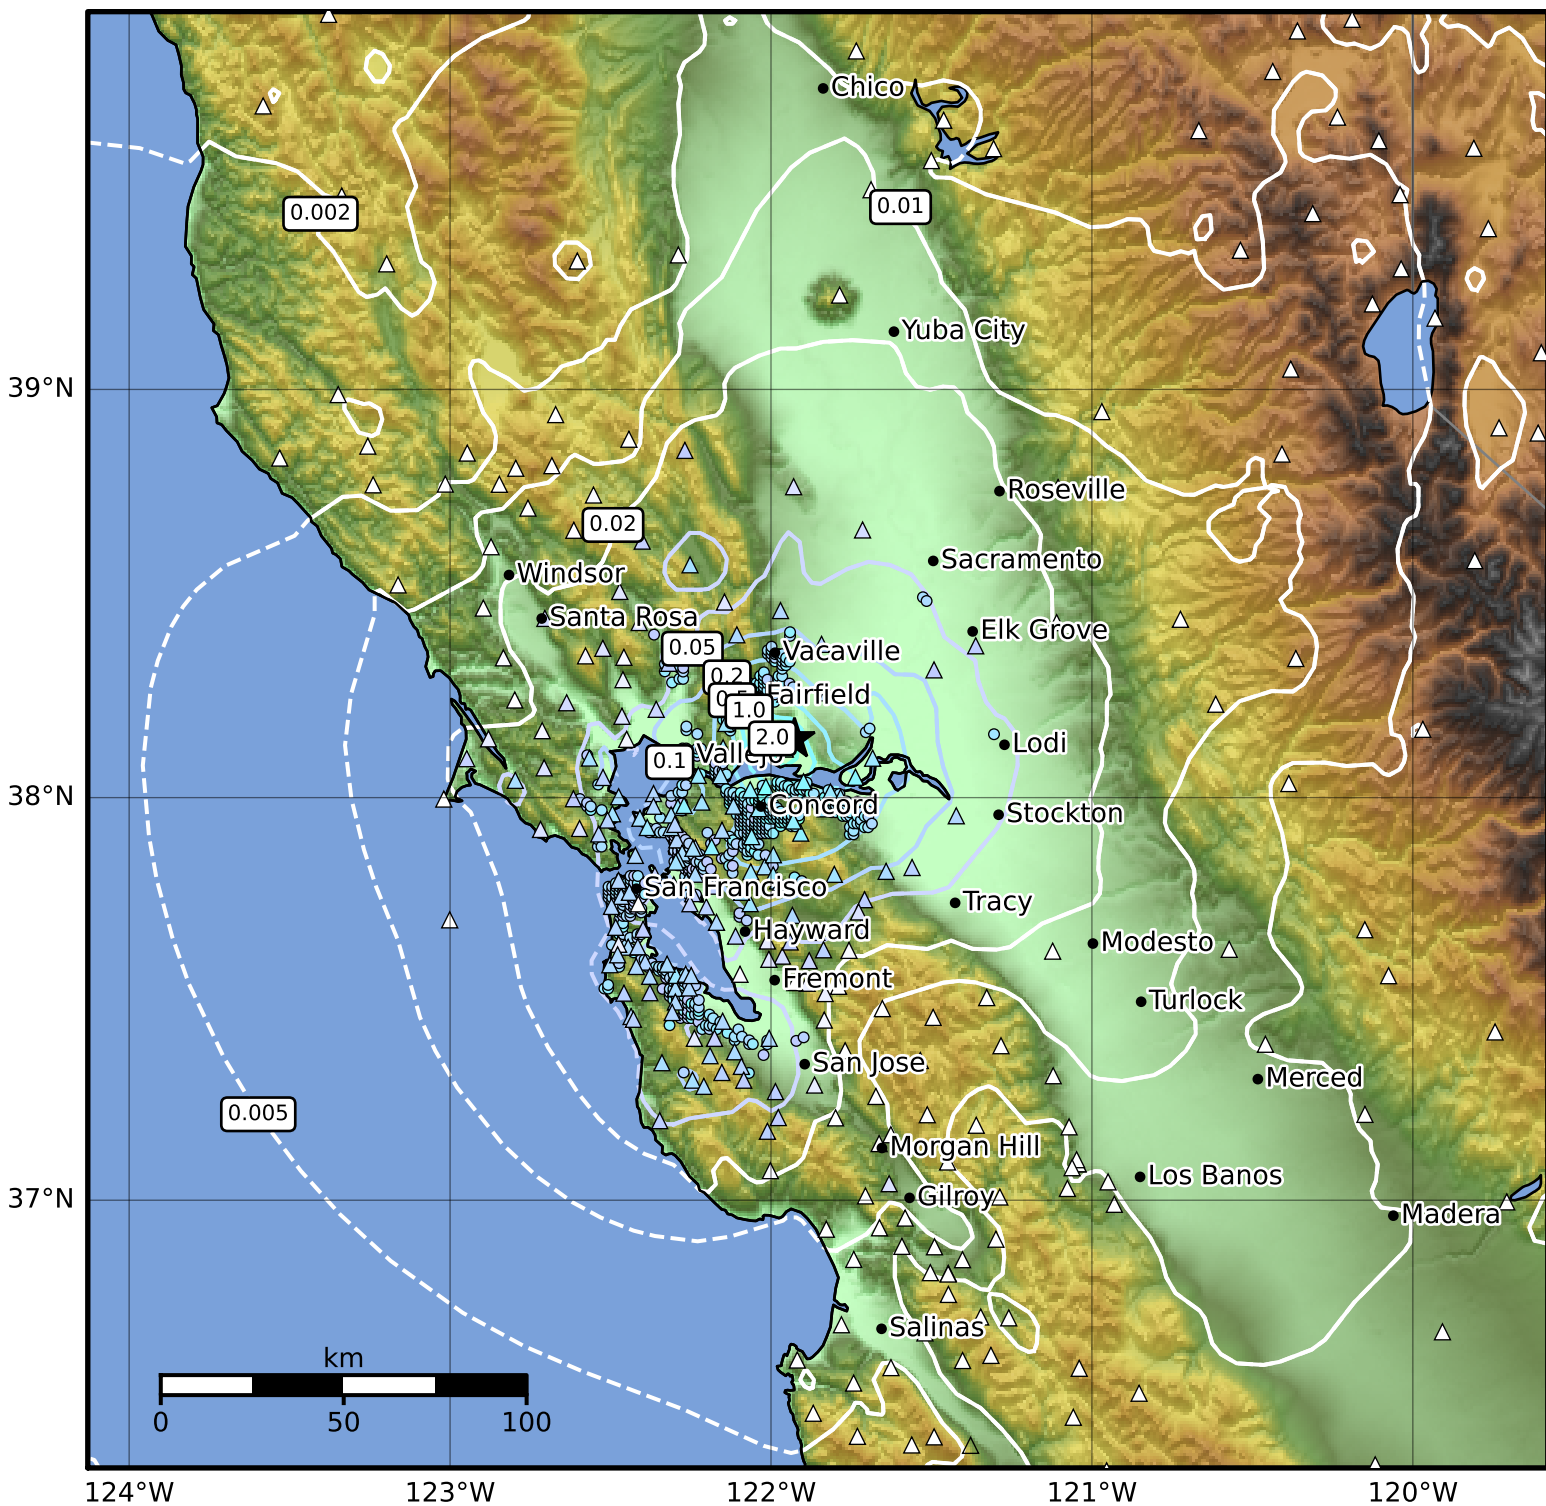 Chico
0.002
0.01
Yuba City
39°N
Roseville
0.02
Sacramento
Windsor
Santa Rosa
Elk Grove
0.05
Vacaville
0.2
Fairfield
1.0
2.0
Lodi
Vallejo
0.1
38°N
Concord
Stockton
San Francisco
Tracy
Hayward
Modesto
Fremont
Turlock
San Jose
Merced
0.005
Morgan Hill
Los Banos
37°N
Gilroy
Madera
Salinas
km
0 50 100
124°W 123°W 122°W 121°W 120°W